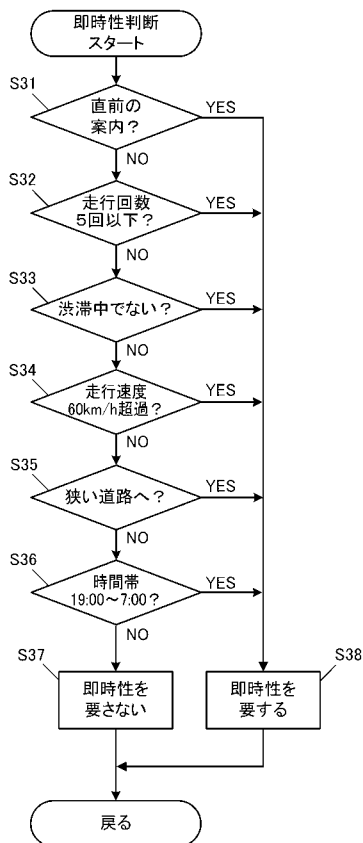 即時性判断
スタート
S31
直前の
案内？
YES
NO
S32
走行回数
5回以下？
YES
NO
S33
渋滞中でない？
YES
NO
S34
走行速度
60km/h超過？
YES
NO
S35
狭い道路へ？
YES
NO
S36
時間帯
19:00～7:00？
YES
NO
S37
即時性を
要さない
S38
即時性を
要する
戻る